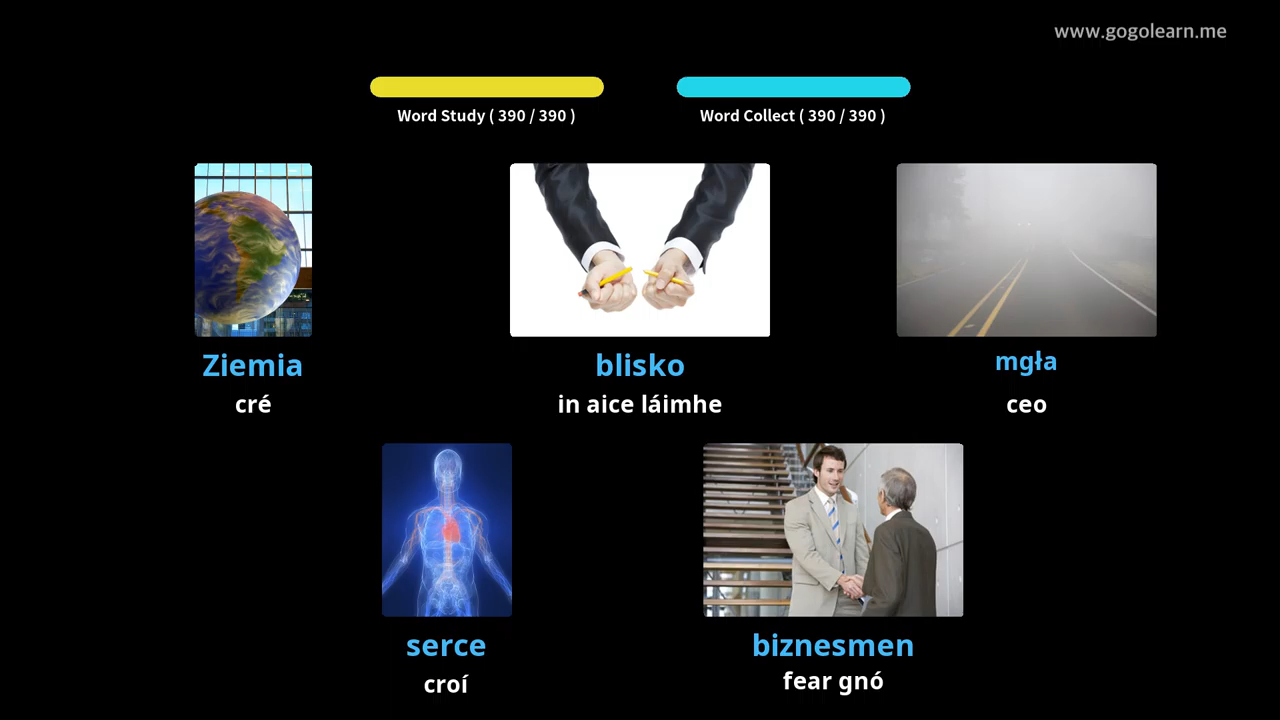 www.gogolearn.me
Word Study ( 390 / 390 )
Word Collect ( 390 / 390 )
Ziemia
cré
blisko
in aice láimhe
mgła
ceo
serce
croí
biznesmen
fear gnó